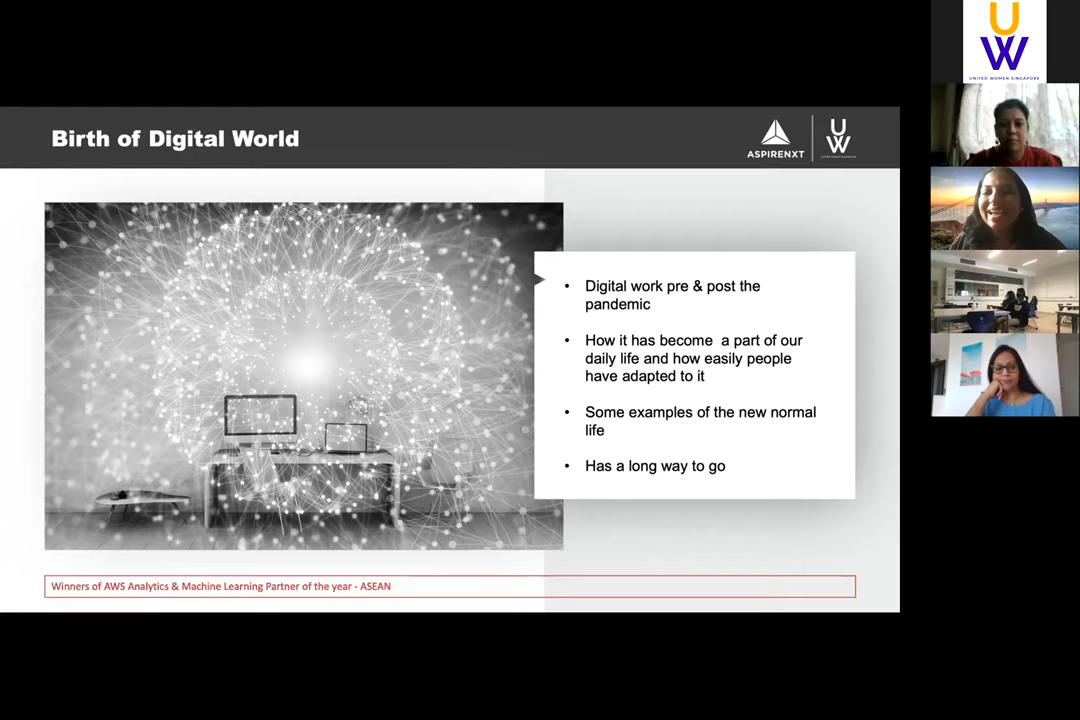 Birth of Digital World
ASPIRENXT
U
W
Digital work pre & post the
pandemic
How it has become a part of our
daily life and how easily people
have adapted to it
Some examples of the new normal
life
Has a long way to go
Winners of AWS Analytics & Machine Learning Partner of the year - ASEAN
U
W
UNITED WOMEN SINGAPORE